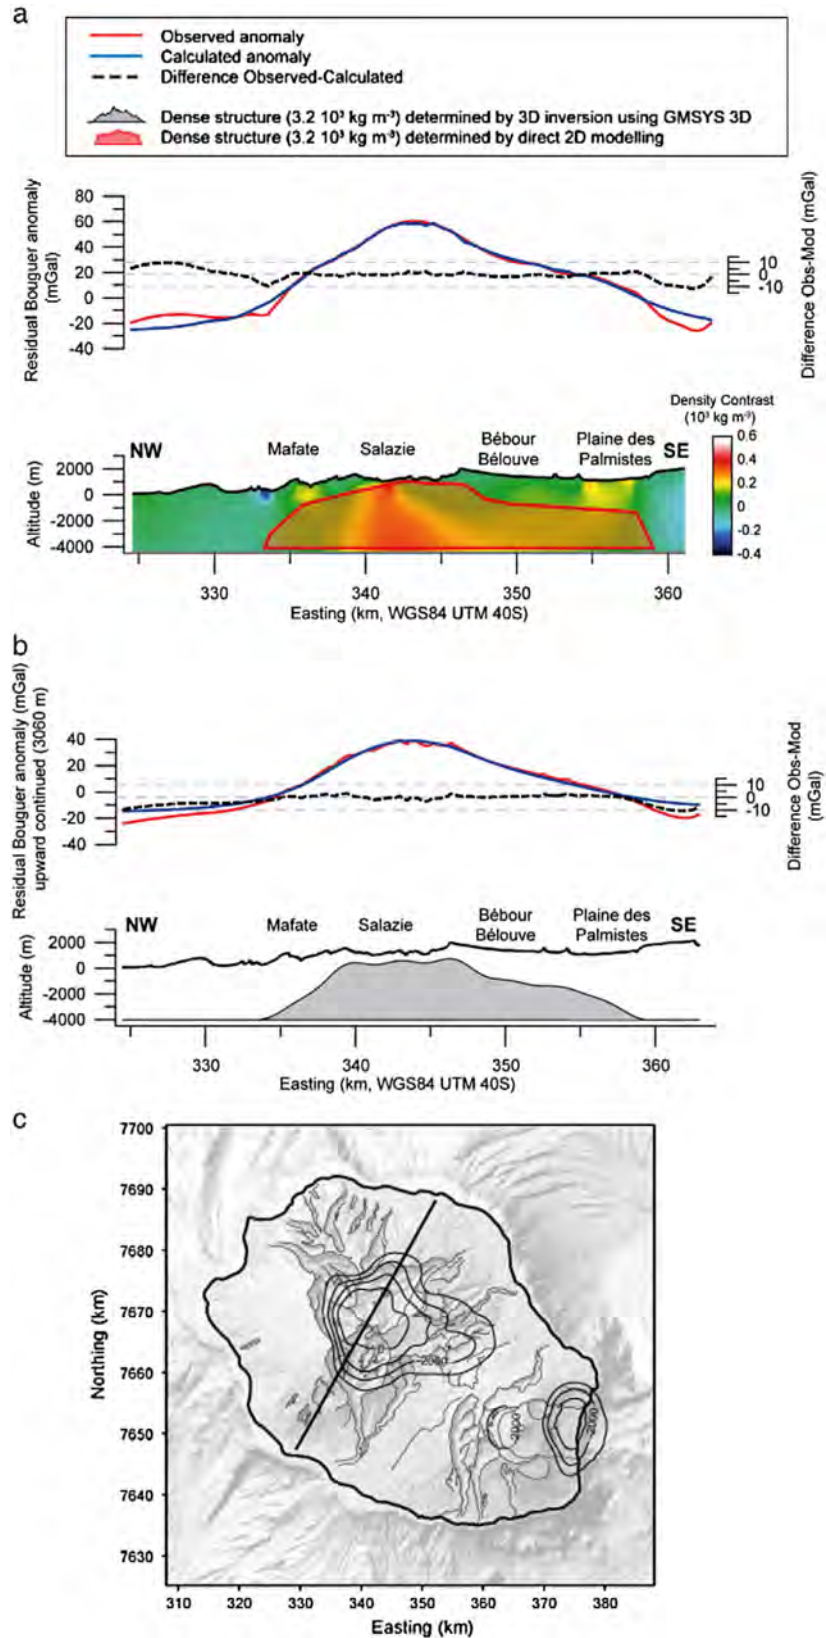 a
Observed anomaly
Calculated anomaly
Difference Observed-Calculated
Dense structure (3.2 10³ kg m⁻³) determined by 3D inversion using GMSYS 3D
Dense structure (3.2 10³ kg m⁻³) determined by direct 2D modelling
Residual Bouguer anomaly
(mGal)
80
60
40
20
0
-20
-40
10
0
-10
Difference Obs-Mod (mGal)
Density Contrast
(10³ kg m⁻³)
0.6
0.4
0.2
0
-0.2
-0.4
NW
Mafate
Salazie
Bébour
Bélouve
Plaine des
Palmistes
SE
Altitude (m)
2000
0
-2000
-4000
330
340
350
360
Easting (km, WGS84 UTM 40S)
b
Residual Bouguer anomaly (mGal)
upward continued (3060 m)
40
20
0
-20
-40
10
0
-10
Difference Obs-Mod
(mGal)
NW
Mafate
Salazie
Bébour
Bélouve
Plaine des
Palmistes
SE
Altitude (m)
2000
0
-2000
-4000
330
340
350
360
Easting (km, WGS84 UTM 40S)
c
7700
7690
7680
7670
7660
7650
7640
7630
Northing (km)
2000
2000
2000
310
320
330
340
350
360
370
380
Easting (km)